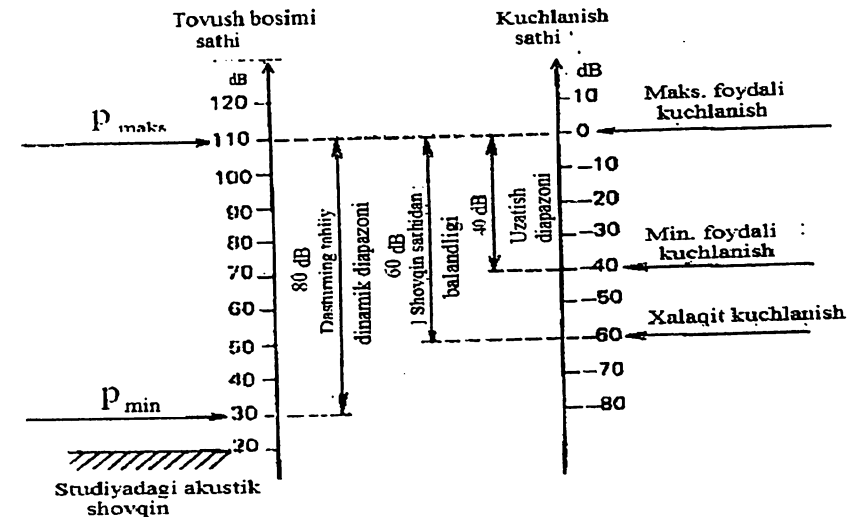 Tovush bosimi
sathi
dB
120
110
100
90
80
70
60
50
40
30
20
P maks
P min
Studiyadagi akustik
shovqin
80 dB
Dasturning tabiiy
dinamik diapazoni
60 dB
Shovqin sathidan
balandligi
40 dB
Uzatish
diapazoni
Kuchlanish
sathi
dB
10
0
-10
-20
-30
-40
-50
-60
-70
-80
Maks. foydali
kuchlanish
Min. foydali
kuchlanish
Xalaqit kuchlanish